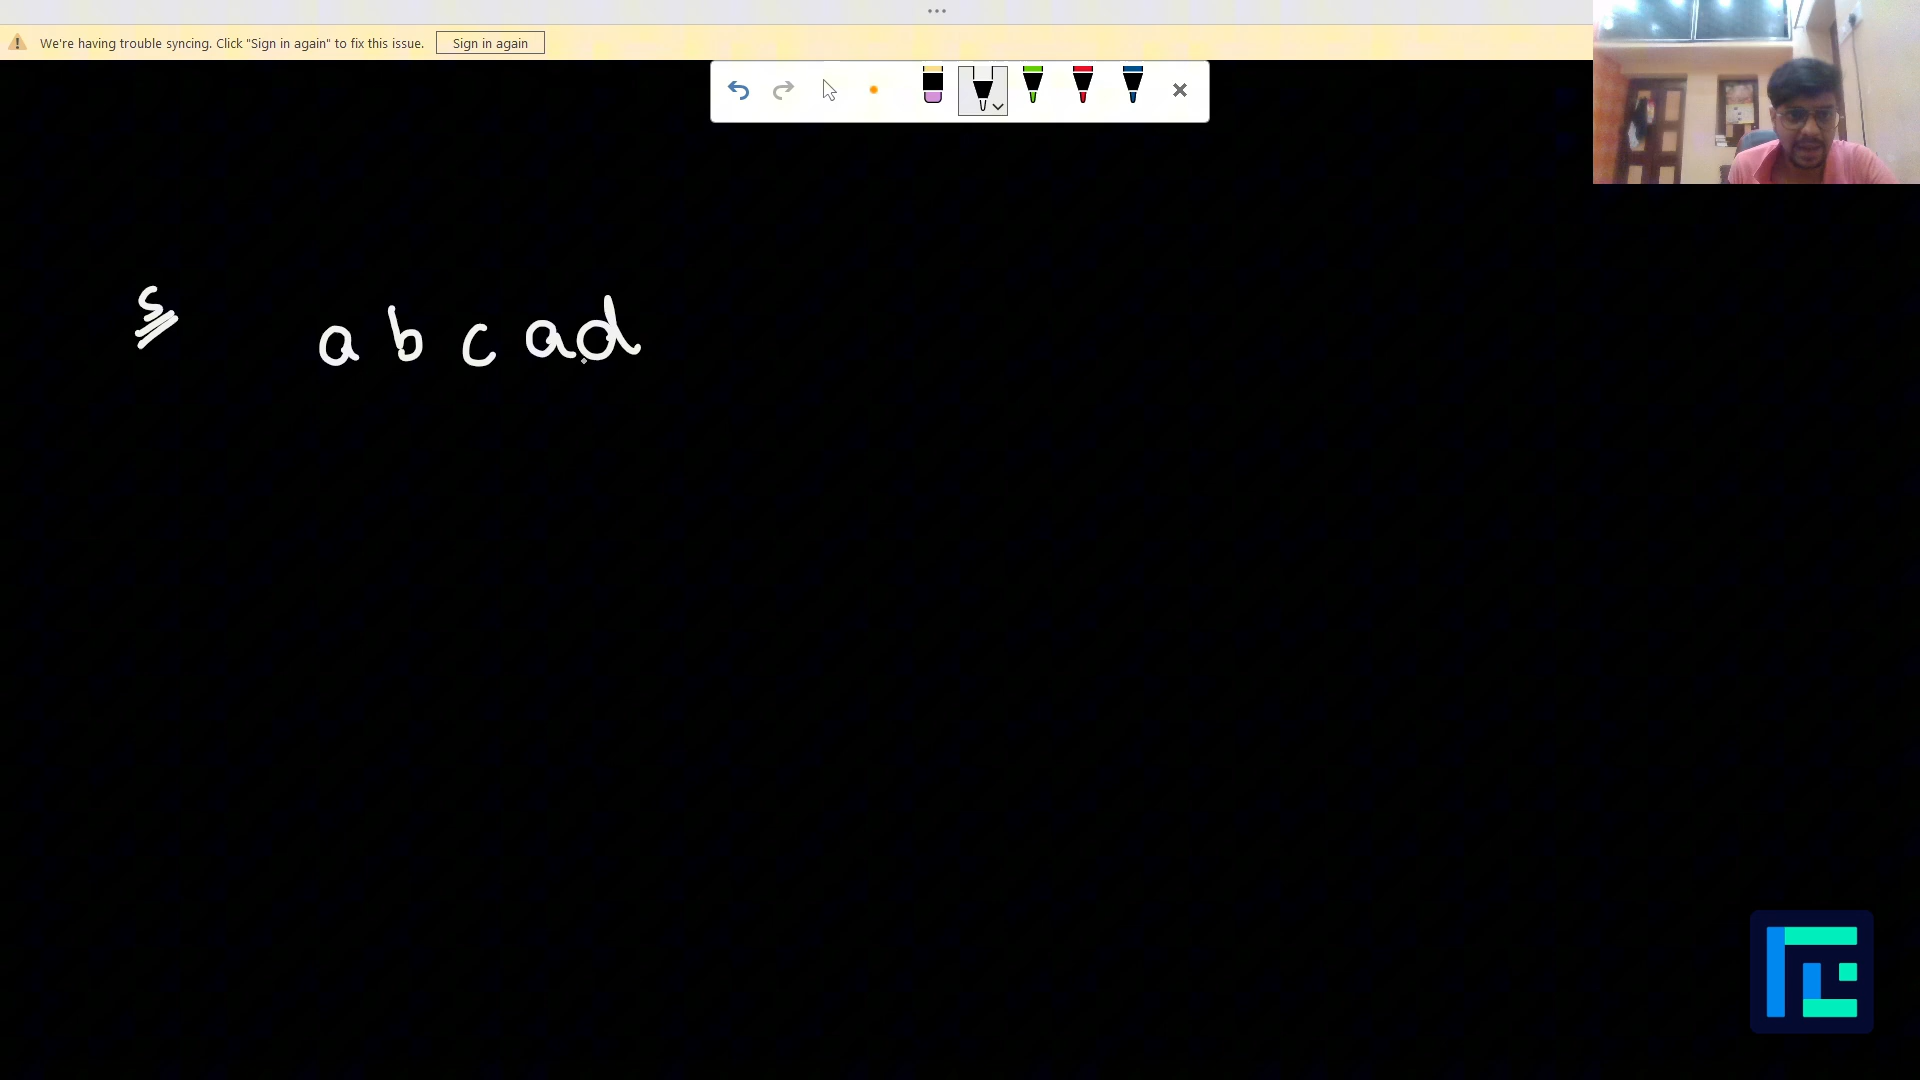 We're having trouble syncing. Click "Sign in again" to fix this issue. Sign in again
S a b c a d